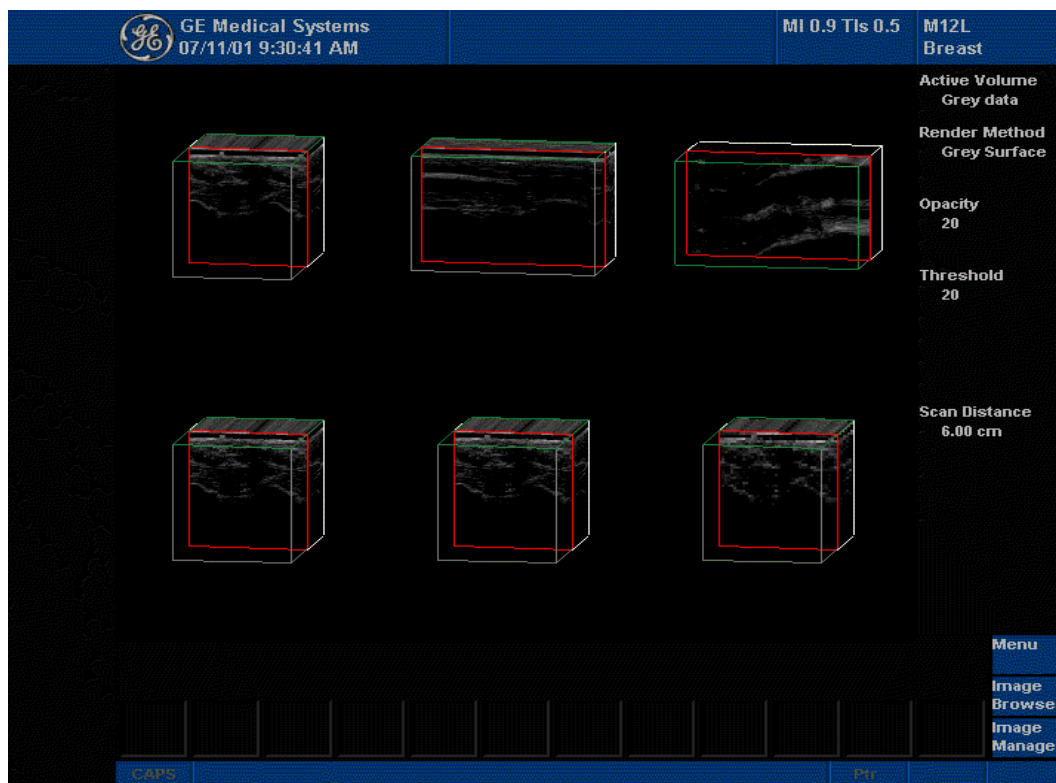 GE Medical Systems
07/11/01 9:30:41 AM
MI 0.9 TIs 0.5
M12L
Breast
Active Volume
Grey data
Render Method
Grey Surface
Opacity
20
Threshold
20
Scan Distance
6.00 cm
Menu
Image
Browse
Image
Manage
CAPS
Ptr